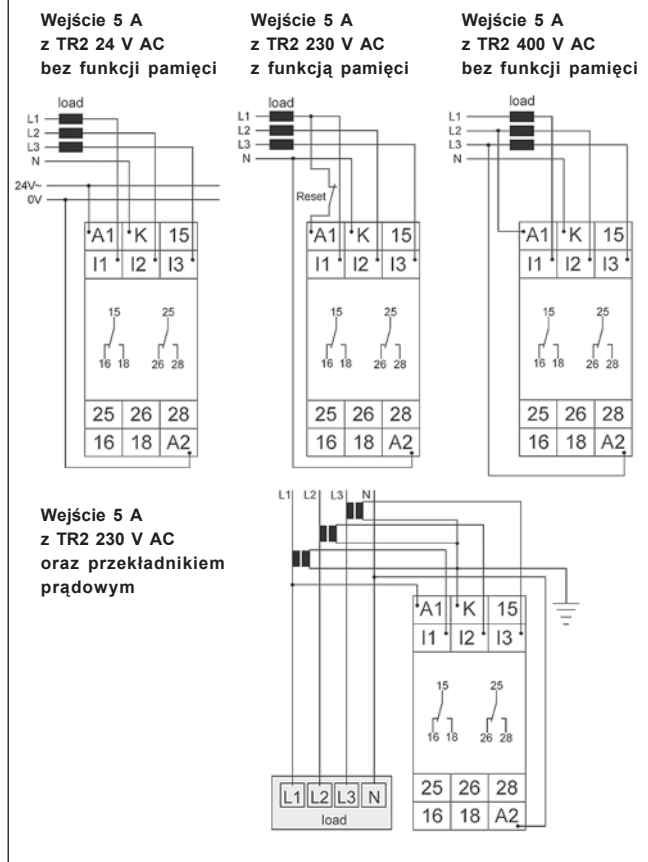 Wejście 5 A
z TR2 24 V AC
bez funkcji pamięci
load
L1
L2
L3
N
24V~
0V
A1 K 15
I1 I2 I3
15 25
16 18 26 28
25 26 28
16 18 A2
Wejście 5 A
z TR2 230 V AC
z funkcją pamięci
load
L1
L2
L3
N
Reset
A1 K 15
I1 I2 I3
15 25
16 18 26 28
25 26 28
16 18 A2
Wejście 5 A
z TR2 400 V AC
bez funkcji pamięci
load
L1
L2
L3
N
A1 K 15
I1 I2 I3
15 25
16 18 26 28
25 26 28
16 18 A2
Wejście 5 A
z TR2 230 V AC
oraz przekładnikiem
prądowym
L1 L2 L3 N
A1 K 15
I1 I2 I3
15 25
16 18 26 28
25 26 28
16 18 A2
L1 L2 L3 N
load